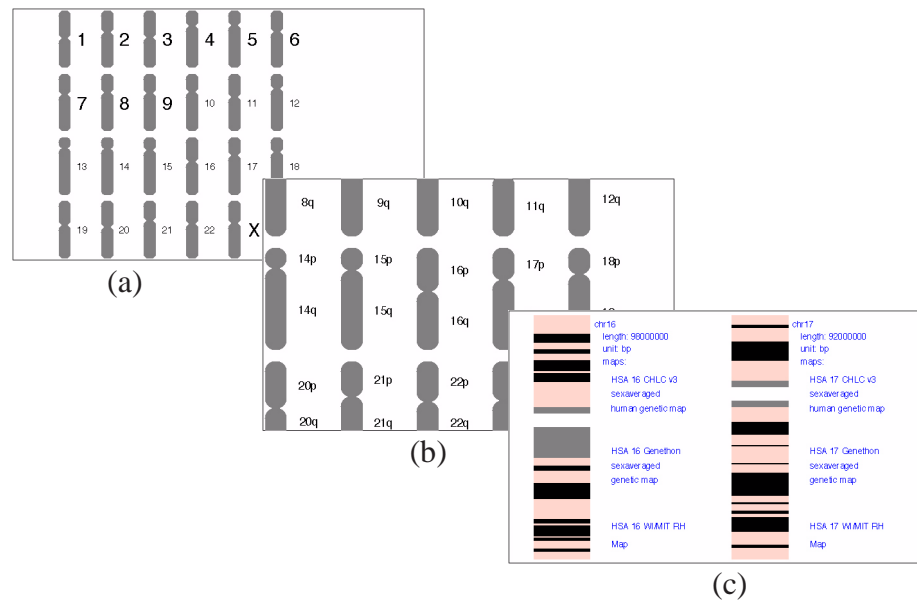 1 2 3 4 5 6
7 8 9 10 11 12
13 14 15 16 17 18
19 20 21 22 X
(a)
8q 9q 10q 11q 12q
14p 15p 16p 17p 18p
14q 15q 16q
20p 21p 22p
20q 21q 22q
(b)
chr16
length: 98000000
unit: bp
maps:
HSA 16 CHLC v3
sexaveraged
human genetic map
HSA 16 Genethon
sexaveraged
genetic map
HSA 16 WI/MIT RH
Map
chr17
length: 92000000
unit: bp
maps:
HSA 17 CHLC v3
sexaveraged
human genetic map
HSA 17 Genethon
sexaveraged
genetic map
HSA 17 WI/MIT RH
Map
(c)